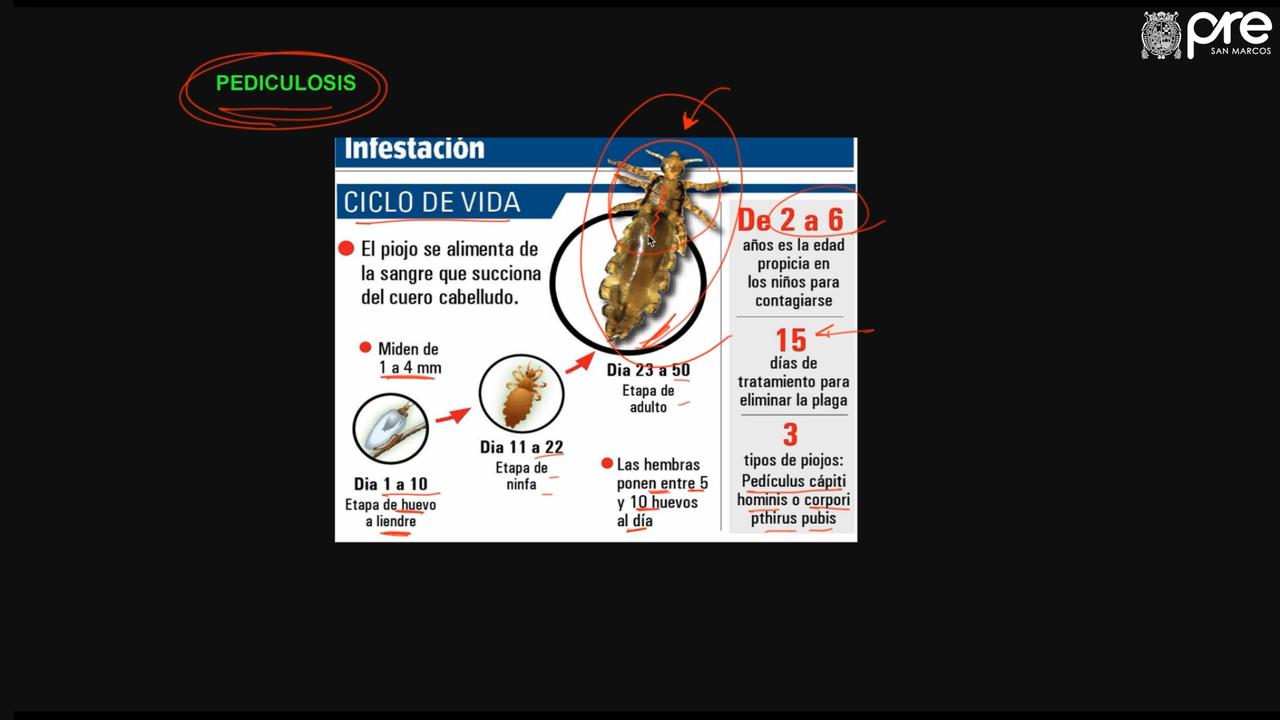 pre
SAN MARCOS
PEDICULOSIS
Infestación
CICLO DE VIDA
El piojo se alimenta de
la sangre que succiona
del cuero cabelludo.
Miden de
1 a 4 mm
Dia 1 a 10
Etapa de huevo
a liendre
Dia 11 a 22
Etapa de
ninfa
Dia 23 a 50
Etapa de
adulto
Las hembras
ponen entre 5
y 10 huevos
al día
De 2 a 6
años es la edad
propicia en
los niños para
contagiarse
15
días de
tratamiento para
eliminar la plaga
3
tipos de piojos:
Pedículus cápiti
hominis o corpori
pthirus pubis